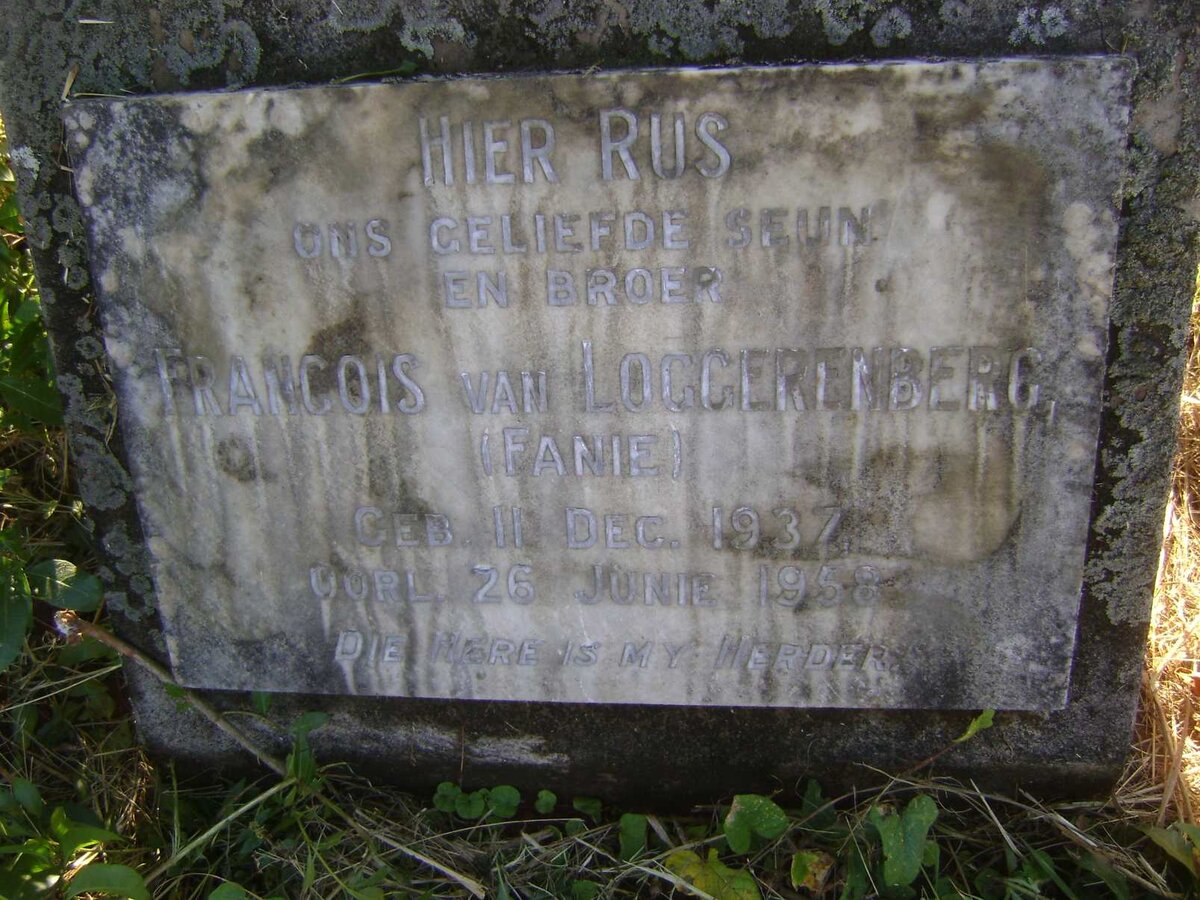 HIER RUS
ONS GELIEFDE SEUN
EN BROER
FRANCOIS VAN LOGGERENBERG,
(FANIE)
GEB. 11 DEC. 1937,
OORL. 26 JUNIE 1958
DIE HERE IS MY HERDER